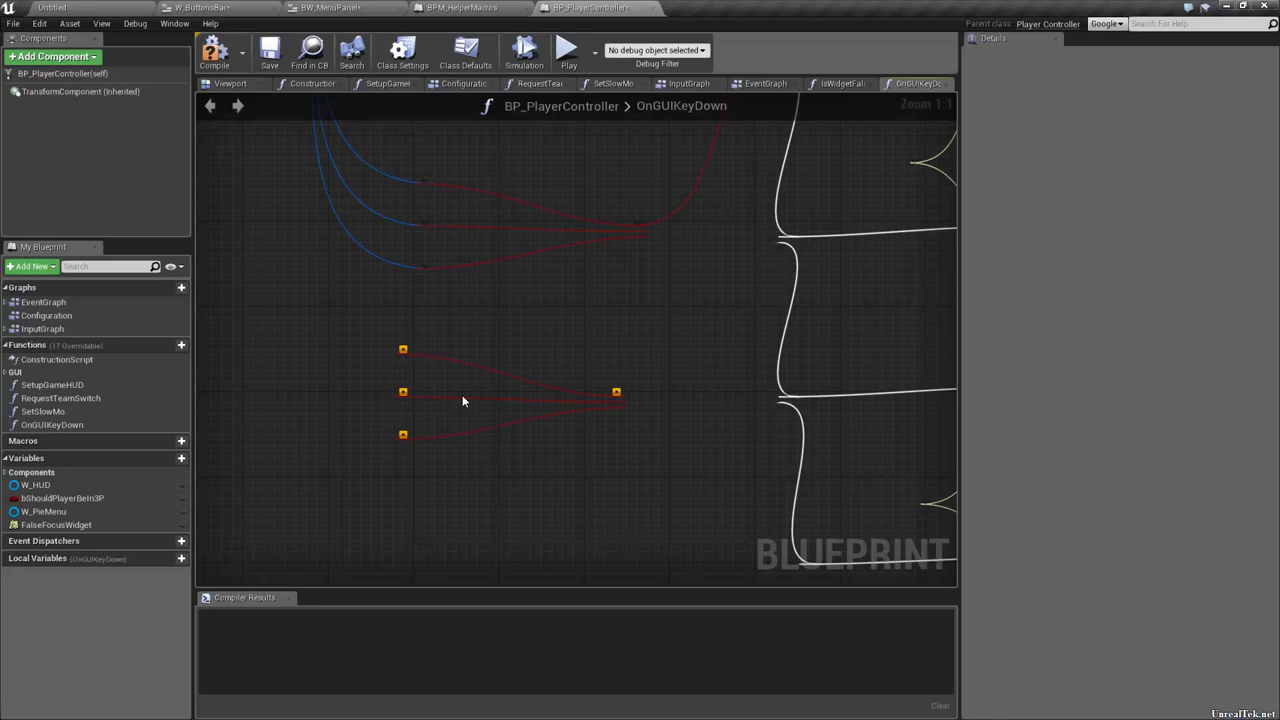 Untitled
W_ButtonsBar*
BW_MenuParrel*
BPM_HelperMacros
BP_PlayerController*
File Edit Asset View Debug Window Help
Parent class: Player Controller
Google
Search For Help
Components
Add Component
BP_PlayerController(self)
TransformComponent (Inherited)
Compile
Save
Find in CB
Search
Class Settings
Class Defaults
Simulation
Play
No debug object selected
Debug Filter
Details
Viewport
Constructior
SetupGameH
Configuratic
RequestTear
SetSlowMo
InputGraph
EventGraph
IsWidgetFal
OnGUIKeyDo
BP_PlayerController > OnGUIKeyDown
Zoom 1:1
My Blueprint
Add New
Search
Graphs
EventGraph
Configuration
InputGraph
Functions (17 Overridable)
ConstructionScript
GUI
SetupGameHUD
RequestTeamSwitch
SetSlowMo
OnGUIKeyDown
Macros
Variables
Components
W_HUD
bShouldPlayerBeIn3P
W_PieMenu
FalseFocusWidget
Event Dispatchers
Local Variables (OnGUIKeyDown)
BLUEPRINT
Compiler Results
Clear
UnrealTek.net